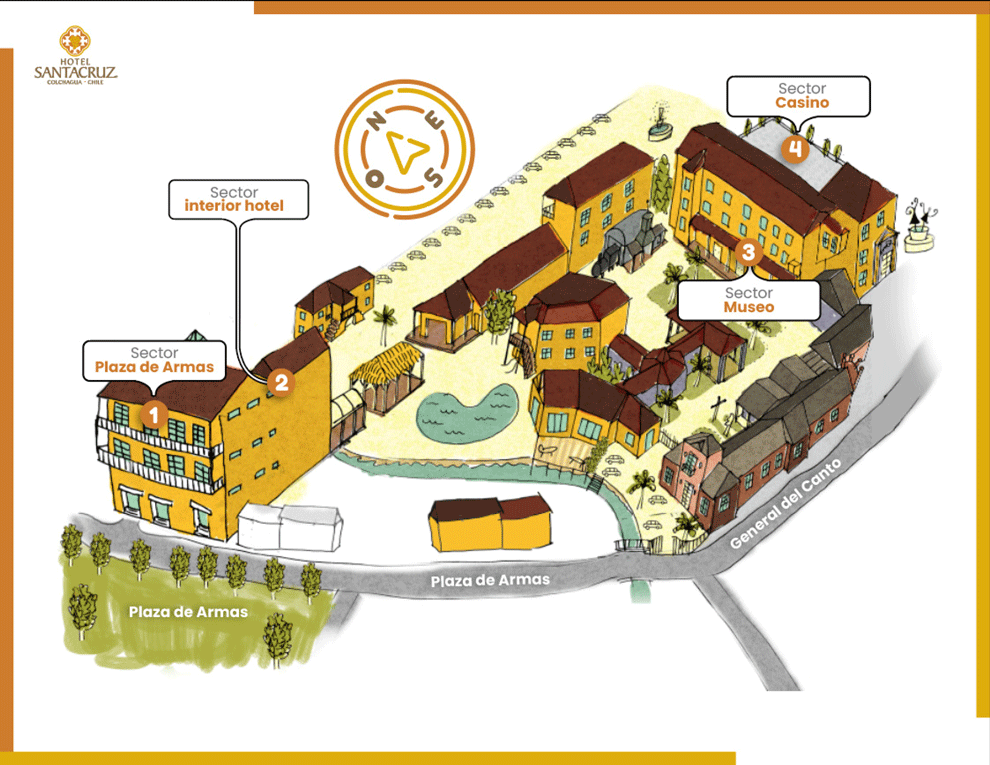 HOTEL
SANTACRUZ
COLCHAGUA - CHILE
N
E
O
S
Sector
Casino
4
Sector
interior hotel
2
3
Sector
Museo
Sector
Plaza de Armas
1
General del Canto
Plaza de Armas
Plaza de Armas